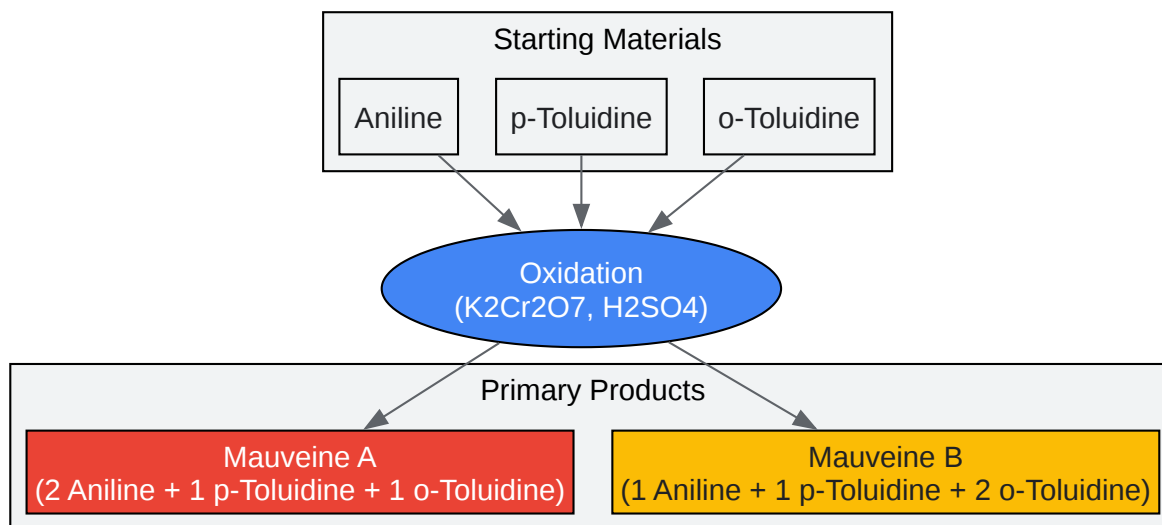 Starting Materials
Aniline
p-Toluidine
o-Toluidine
Oxidation
(K2Cr2O7, H2SO4)
Primary Products
Mauveine A
(2 Aniline + 1 p-Toluidine + 1 o-Toluidine)
Mauveine B
(1 Aniline + 1 p-Toluidine + 2 o-Toluidine)